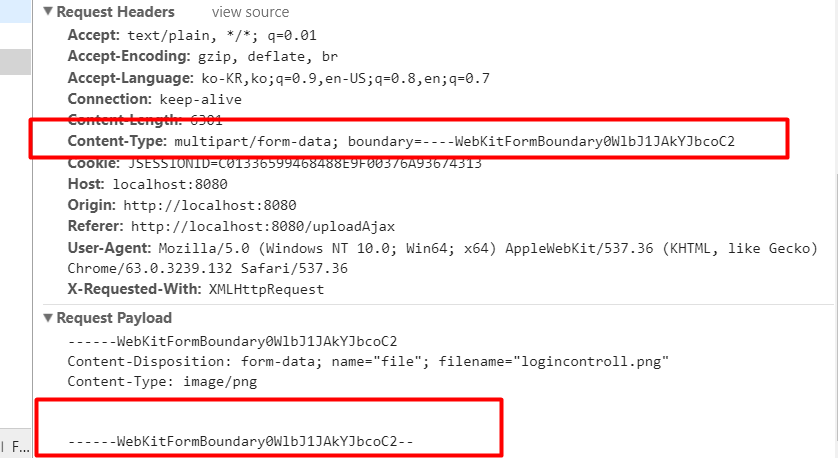 ▼ Request Headers view source
Accept: text/plain, */*; q=0.01
Accept-Encoding: gzip, deflate, br
Accept-Language: ko-KR,ko;q=0.9,en-US;q=0.8,en;q=0.7
Connection: keep-alive
Content-Length: 6301
Content-Type: multipart/form-data; boundary=----WebKitFormBoundary0WlbJ1JAkYJbcoC2
Cookie: JSESSIONID=C01336599468488E9F00376A93674313
Host: localhost:8080
Origin: http://localhost:8080
Referer: http://localhost:8080/uploadAjax
User-Agent: Mozilla/5.0 (Windows NT 10.0; Win64; x64) AppleWebKit/537.36 (KHTML, like Gecko)
Chrome/63.0.3239.132 Safari/537.36
X-Requested-With: XMLHttpRequest
▼ Request Payload
------WebKitFormBoundary0WlbJ1JAkYJbcoC2
Content-Disposition: form-data; name="file"; filename="logincontroll.png"
Content-Type: image/png
------WebKitFormBoundary0WlbJ1JAkYJbcoC2--
F...